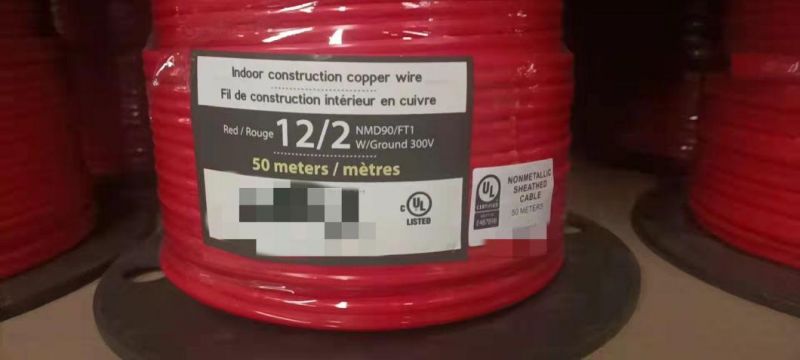 Indoor construction copper wire
Fil de construction intérieur en cuivre
Red / Rouge 12/2 NMD90/FT1
W/Ground 300V
50 meters / mètres
c UL
LISTED
UL
CERTIFIED
NONMETALLIC
SHEATHED
CABLE
50 METERS